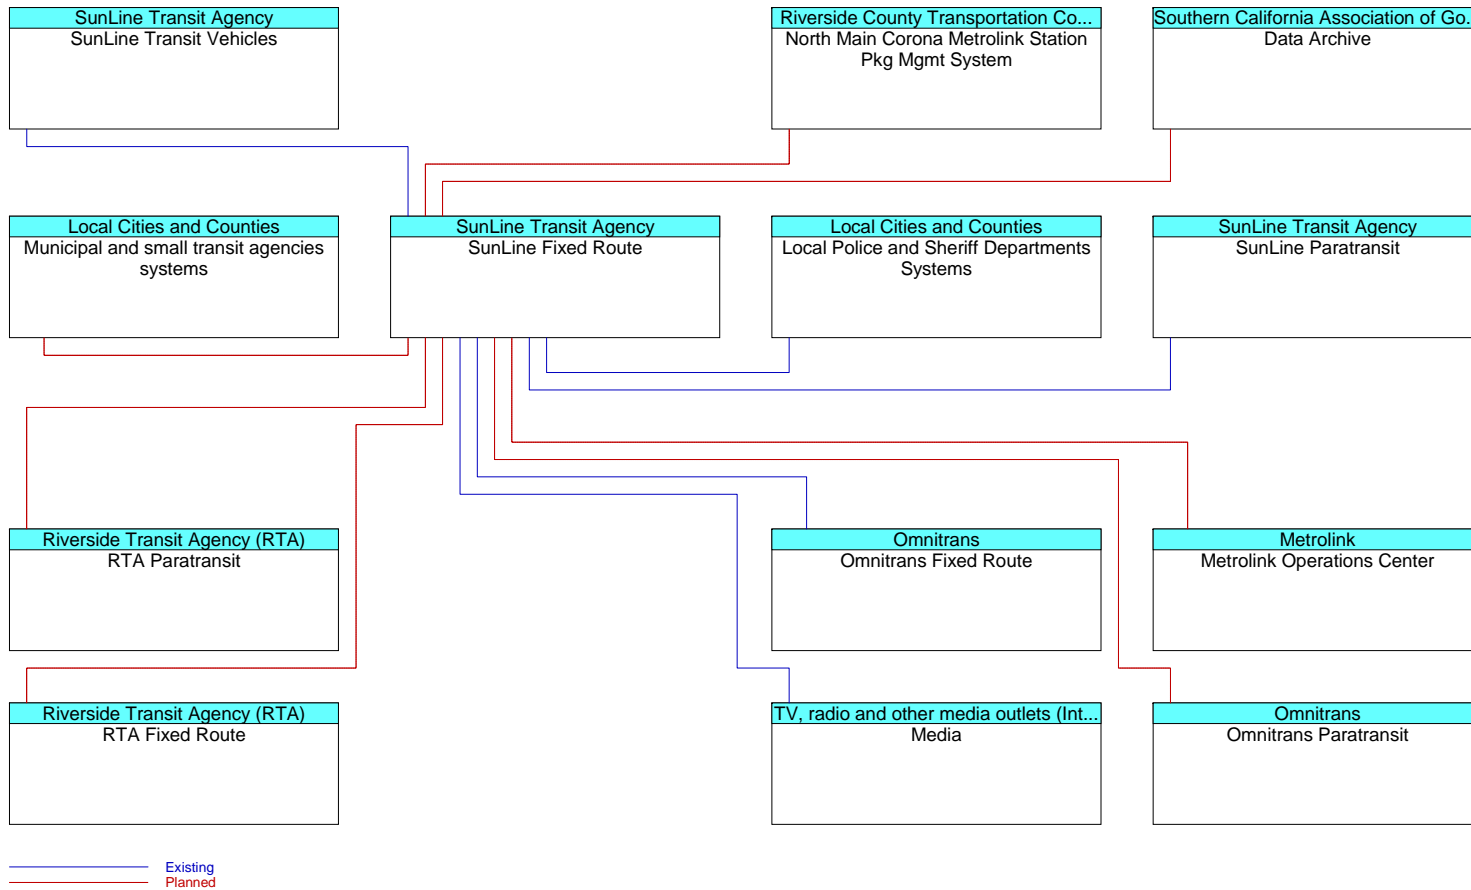 SunLine Transit Agency
SunLine Transit Vehicles
Riverside County Transportation Co...
North Main Corona Metrolink Station
Pkg Mgmt System
Southern California Association of Go...
Data Archive
Local Cities and Counties
Municipal and small transit agencies
systems
SunLine Transit Agency
SunLine Fixed Route
Local Cities and Counties
Local Police and Sheriff Departments
Systems
SunLine Transit Agency
SunLine Paratransit
Riverside Transit Agency (RTA)
RTA Paratransit
Omnitrans
Omnitrans Fixed Route
Metrolink
Metrolink Operations Center
Riverside Transit Agency (RTA)
RTA Fixed Route
TV, radio and other media outlets (Int...
Media
Omnitrans
Omnitrans Paratransit
Existing
Planned